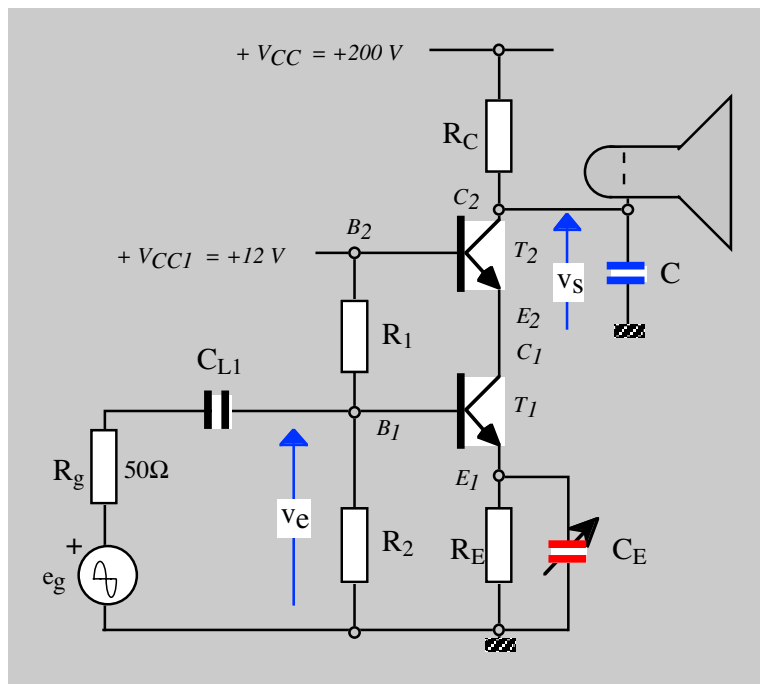 + VCC = +200 V
RC
C2
B2
+ VCC1 = +12 V
T2
vs
C
E2
C1
R1
CL1
B1
T1
Rg
50Ω
ve
E1
R2
RE
CE
+
eg